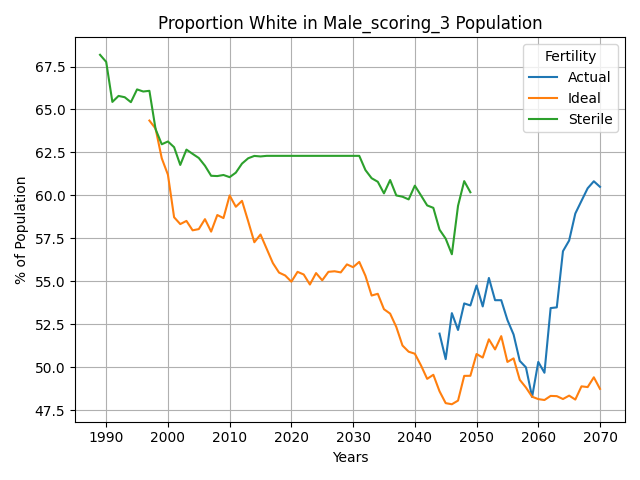 Proportion White in Male_scoring_3 Population
Fertility
Actual
Ideal
Sterile
% of Population
67.5
65.0
62.5
60.0
57.5
55.0
52.5
50.0
47.5
1990
2000
2010
2020
2030
2040
2050
2060
2070
Years